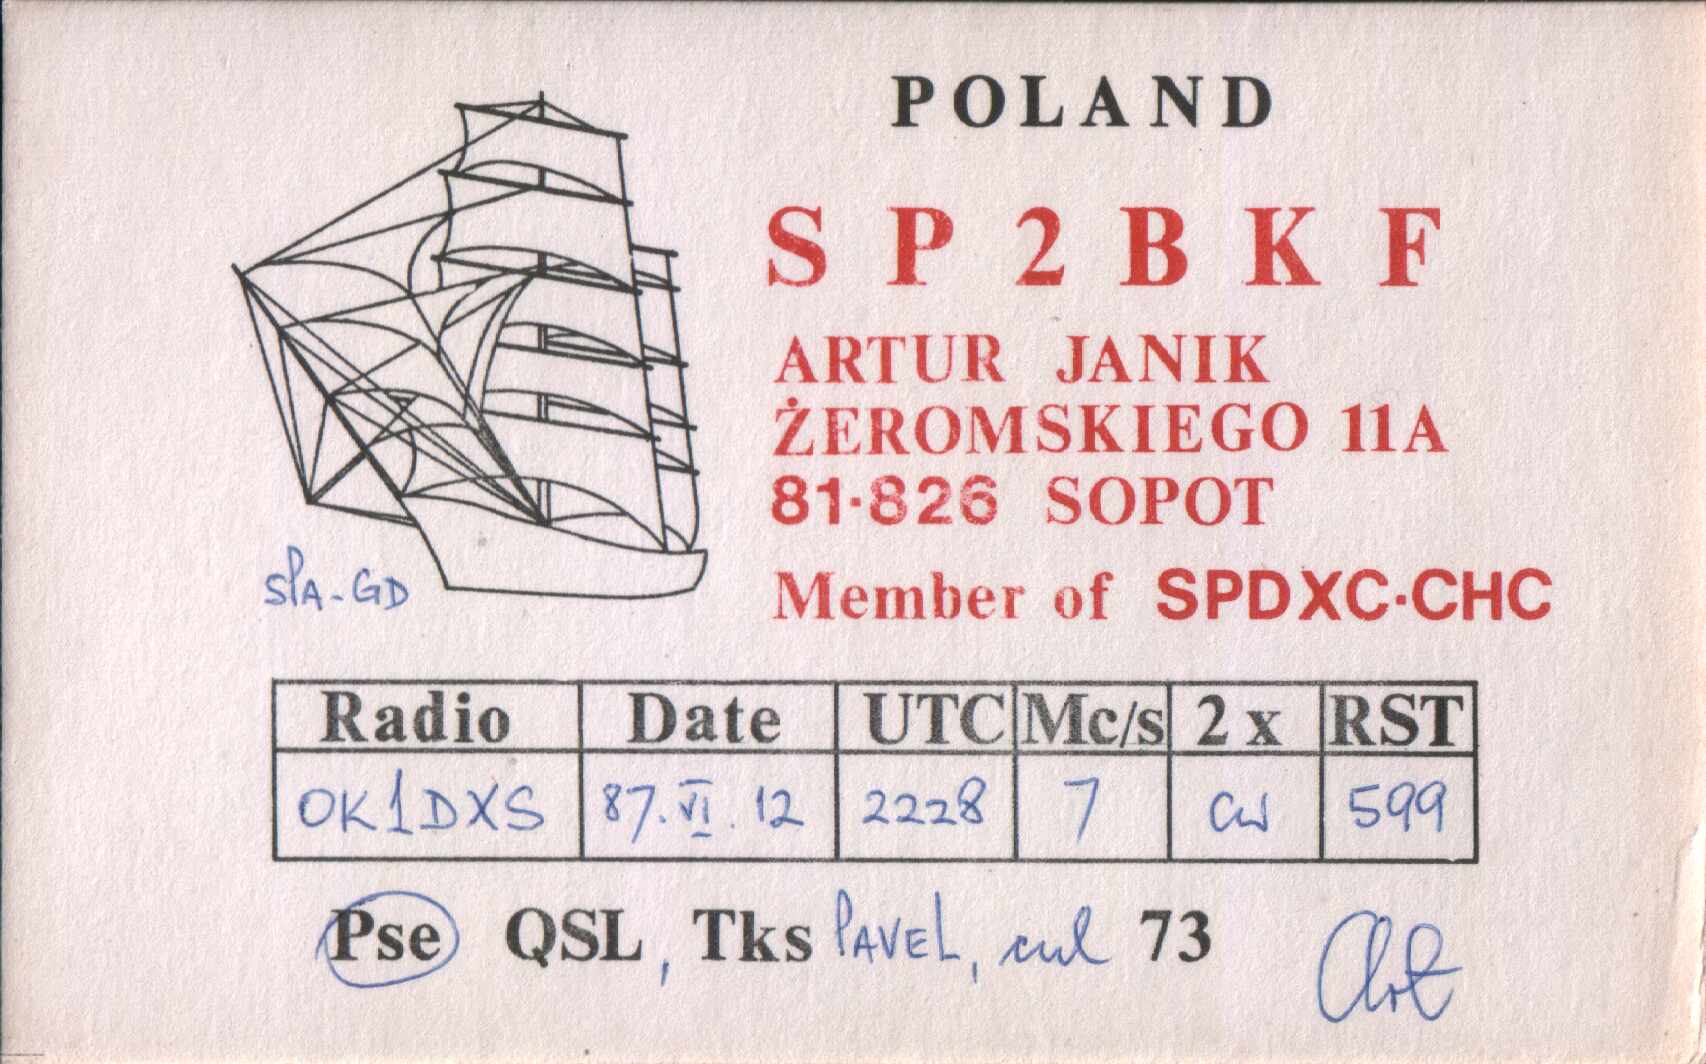 POLAND
SP2BKF
ARTUR JANIK
ŻEROMSKIEGO 11A
81-826 SOPOT
SPA-GD
Member of SPDXC·CHC
Radio Date UTC Mc/s 2x RST
OK1DXS 87.VI.12 2228 7 CW 599
Pse QSL, Tks PAVEL, cul 73 Art